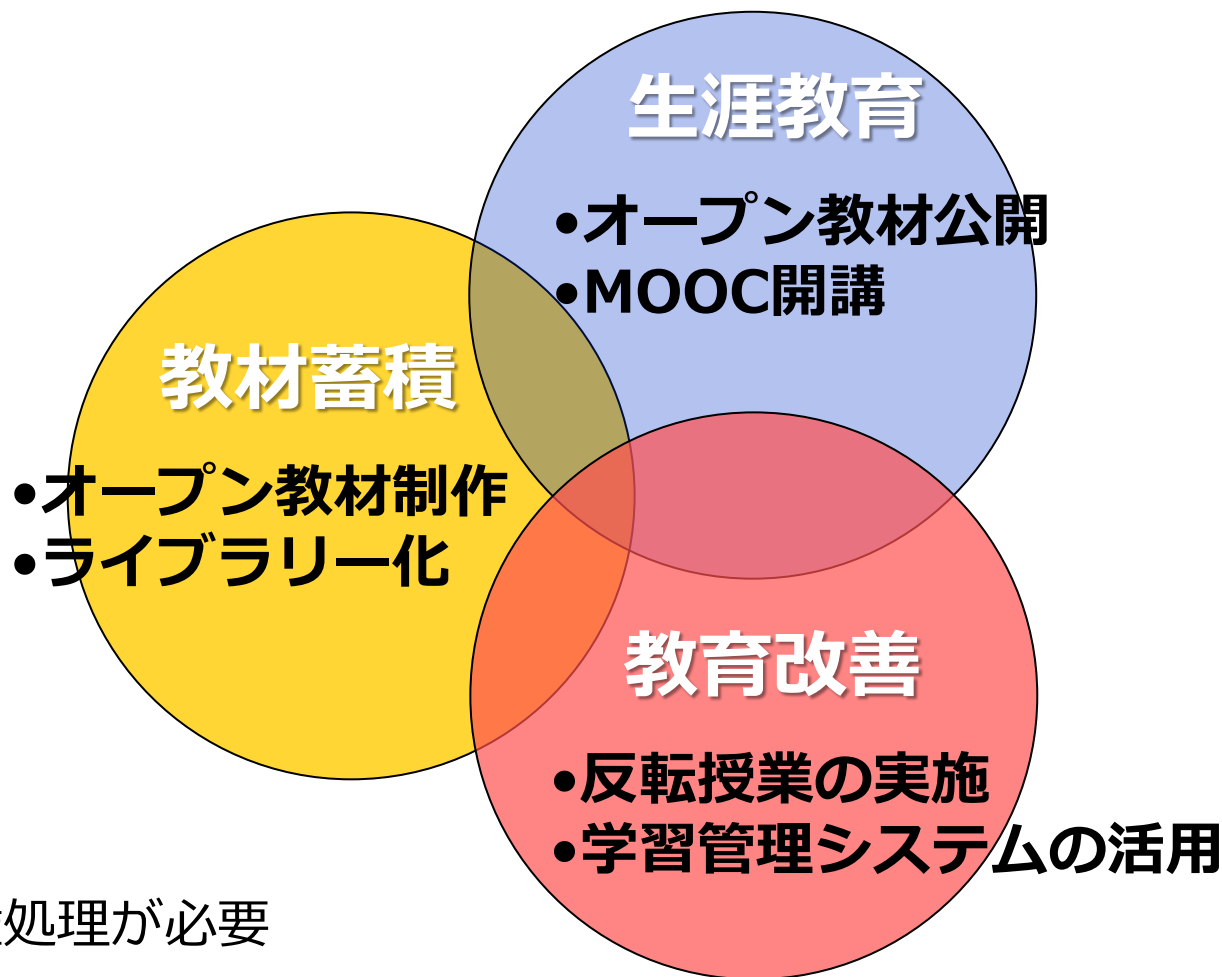 生涯教育
•オープン教材公開
•MOOC開講
教材蓄積
•オープン教材制作
•ライブラリー化
教育改善
•反転授業の実施
•学習管理システムの活用
処理が必要